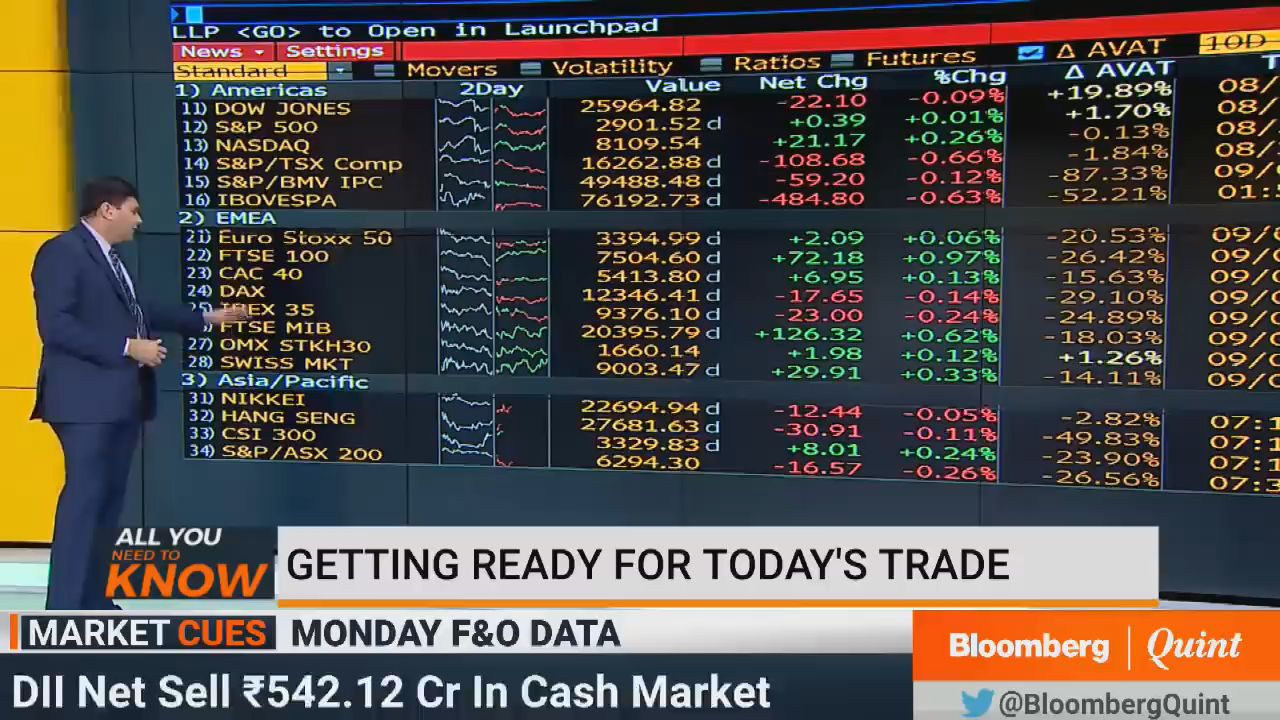 LLP <GO> to Open in Launchpad
News Settings
Standard Movers Volatility Ratios Futures Δ AVAT 10D
1) Americas 2Day Value Net Chg %Chg Δ AVAT
11) DOW JONES 25964.82 -22.10 -0.09% +19.89% 08/
12) S&P 500 2901.52 d +0.39 +0.01% +1.70% 08/
13) NASDAQ 8109.54 +21.17 +0.26% -0.13% 08/
14) S&P/TSX Comp 16262.88 d -108.68 -0.66% -1.84%
15) S&P/BMV IPC 49488.48 d -59.20 -0.12% -87.33%
16) IBOVESPA 76192.73 d -484.80 -0.63% -52.21%
2) EMEA
21) Euro Stoxx 50 3394.99 d +2.09 +0.06% -20.53% 09/
22) FTSE 100 7504.60 d +72.18 +0.97% -26.42% 09/
23) CAC 40 5413.80 d +6.95 +0.13% -15.63% 09/
24) DAX 12346.41 d -17.65 -0.14% -29.10% 09/
IBEX 35 9376.10 d -23.00 -0.24% -24.89% 09/
FTSE MIB 20395.79 d +126.32 +0.62% -18.03% 09/
27) OMX STKH30 1660.14 +1.98 +0.12% +1.26% 09/
28) SWISS MKT 9003.47 d +29.91 +0.33% -14.11% 09/
3) Asia/Pacific
31) NIKKEI 22694.94 d -12.44 -0.05% -2.82% 07:1
32) HANG SENG 27681.63 d -30.91 -0.11% -49.83% 07:1
33) CSI 300 3329.83 d +8.01 +0.24% -23.90% 07:1
34) S&P/ASX 200 6294.30 -16.57 -0.26% -26.56% 07:3
ALL YOU
NEED TO
KNOW
GETTING READY FOR TODAY'S TRADE
MARKET CUES MONDAY F&O DATA
DII Net Sell ₹542.12 Cr In Cash Market
Bloomberg | Quint
@BloombergQuint